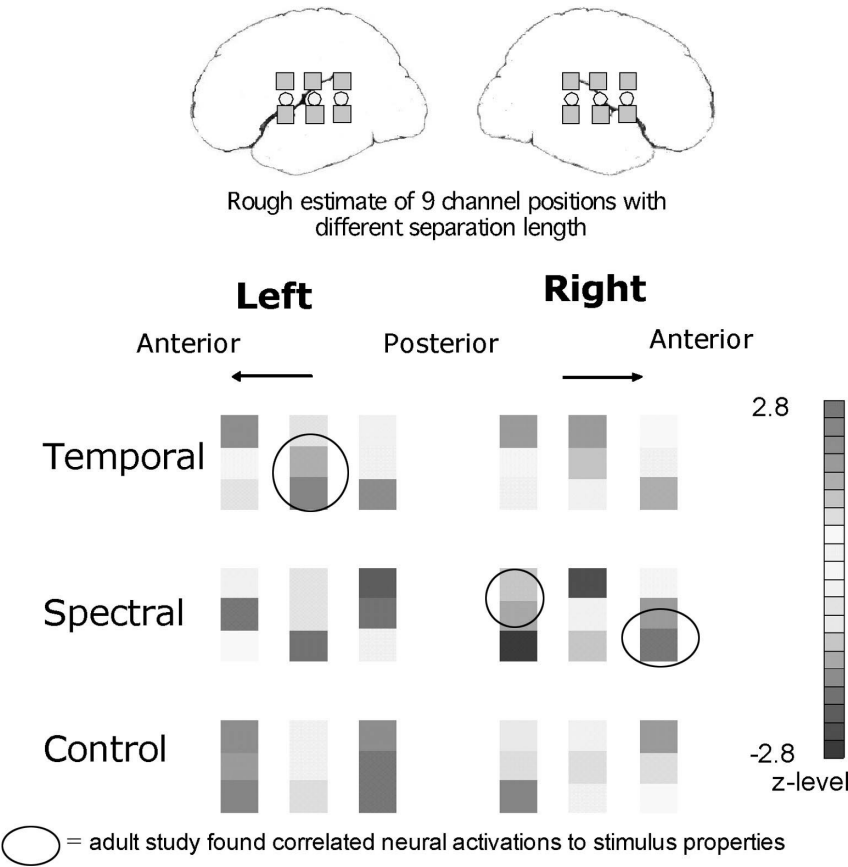 Rough estimate of 9 channel positions with
different separation length
Left
Right
Anterior
Posterior
Anterior
2.8
Temporal
Spectral
Control
-2.8
z-level
= adult study found correlated neural activations to stimulus properties